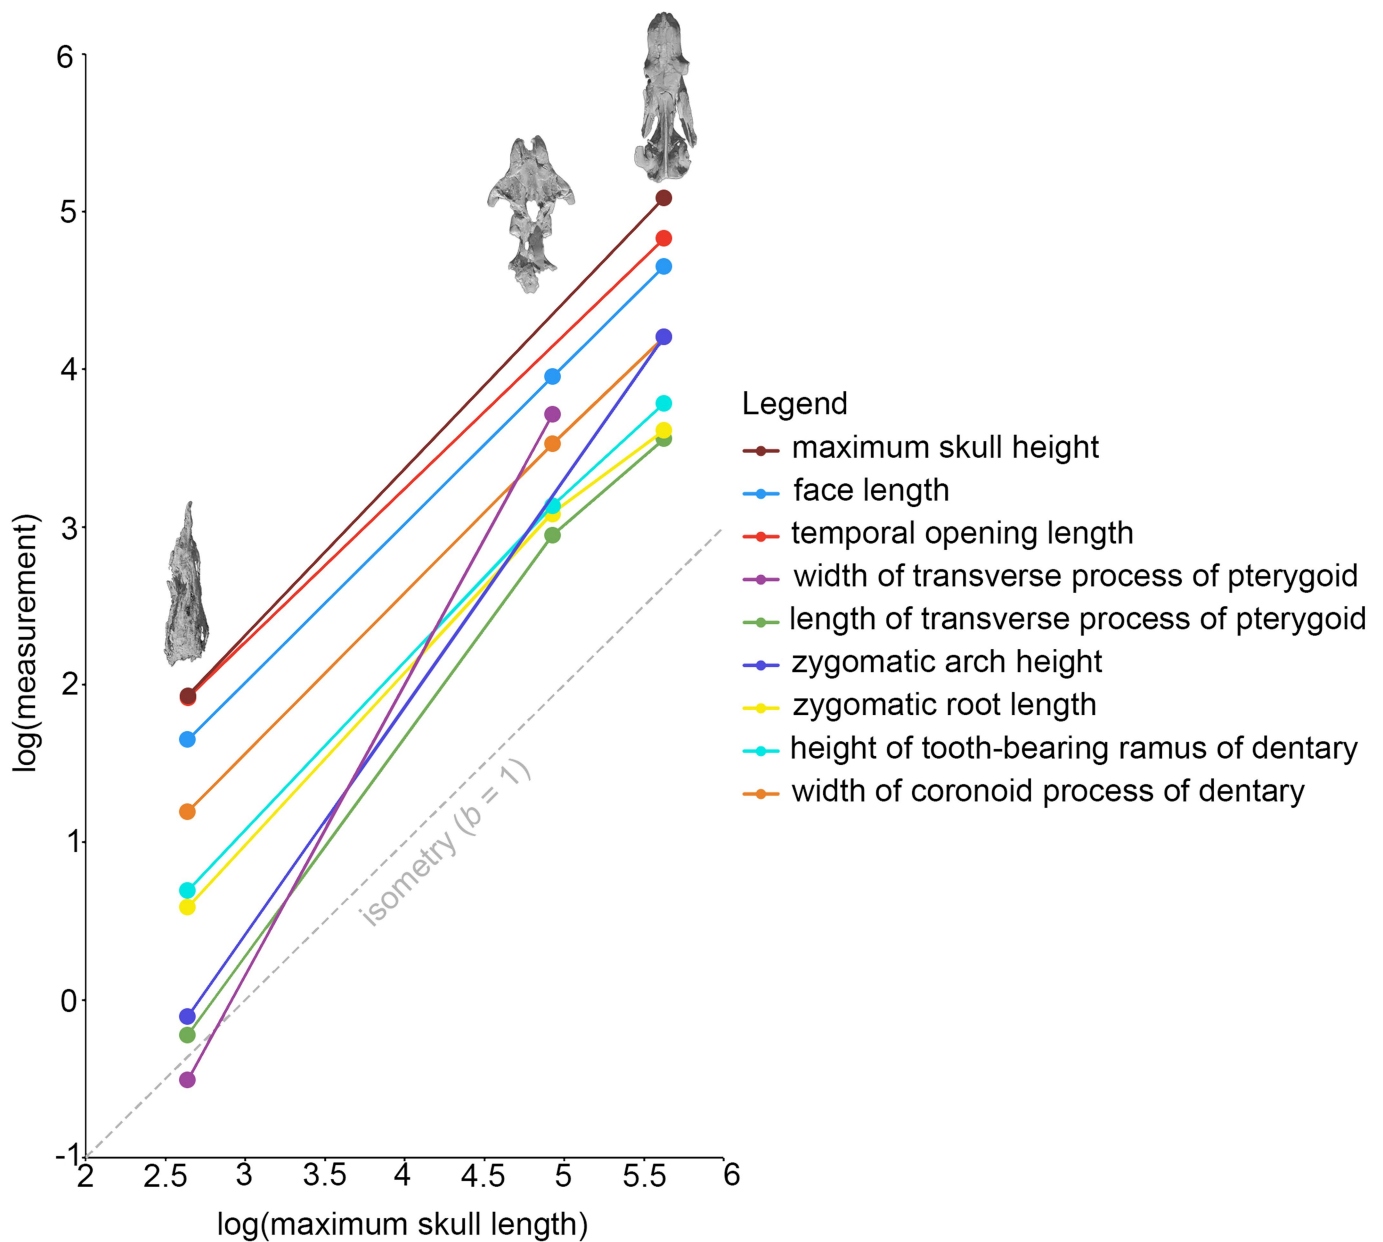 6
5
4
3
2
1
0
-1
log(measurement)
isometry (b = 1)
2 2.5 3 3.5 4 4.5 5 5.5 6
log(maximum skull length)
Legend
maximum skull height
face length
temporal opening length
width of transverse process of pterygoid
length of transverse process of pterygoid
zygomatic arch height
zygomatic root length
height of tooth-bearing ramus of dentary
width of coronoid process of dentary